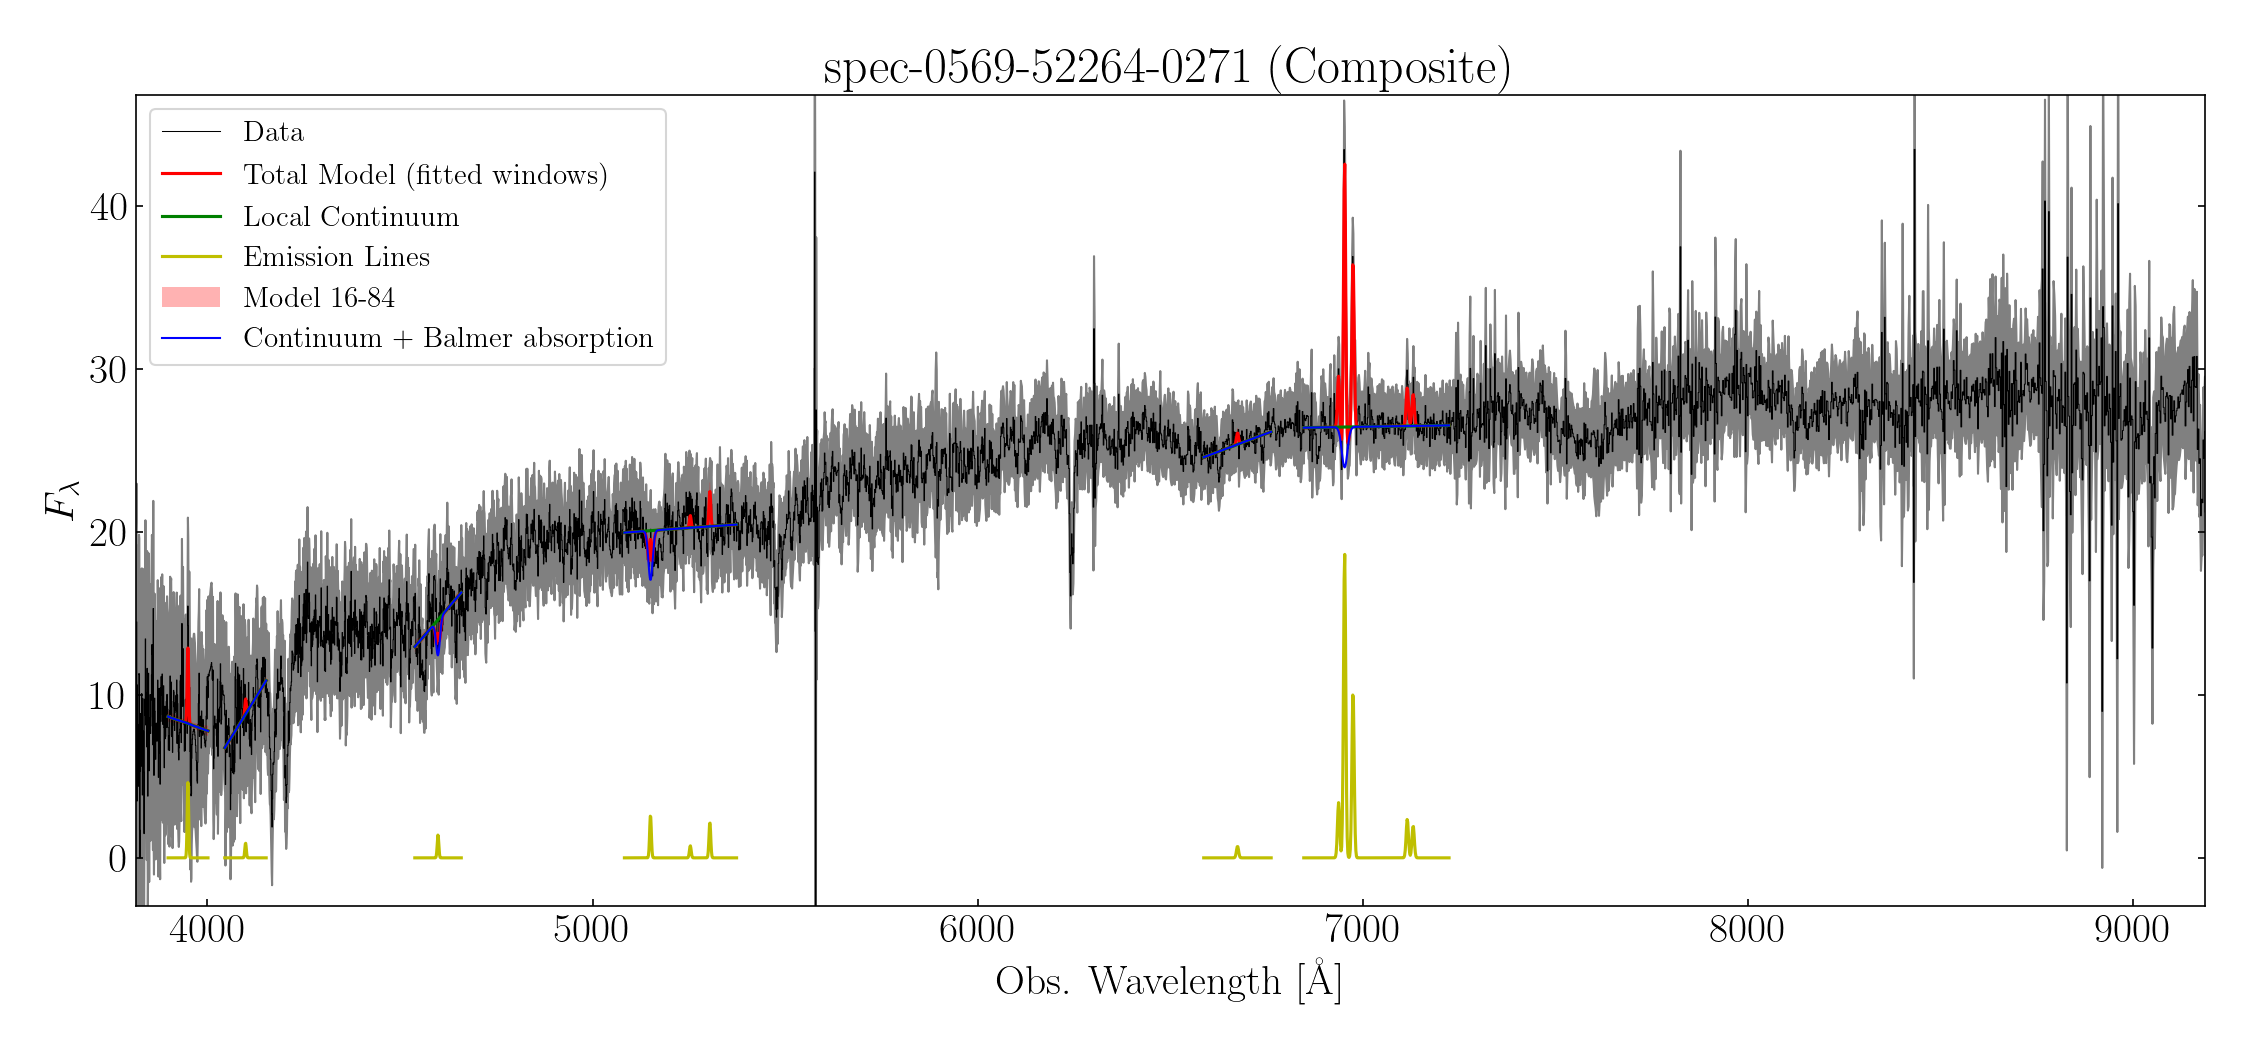 spec-0569-52264-0271 (Composite)
Data
Total Model (fitted windows)
Local Continuum
Emission Lines
Model 16-84
Continuum + Balmer absorption
40
30
20
10
0
F_λ
4000 5000 6000 7000 8000 9000
Obs. Wavelength [Å]